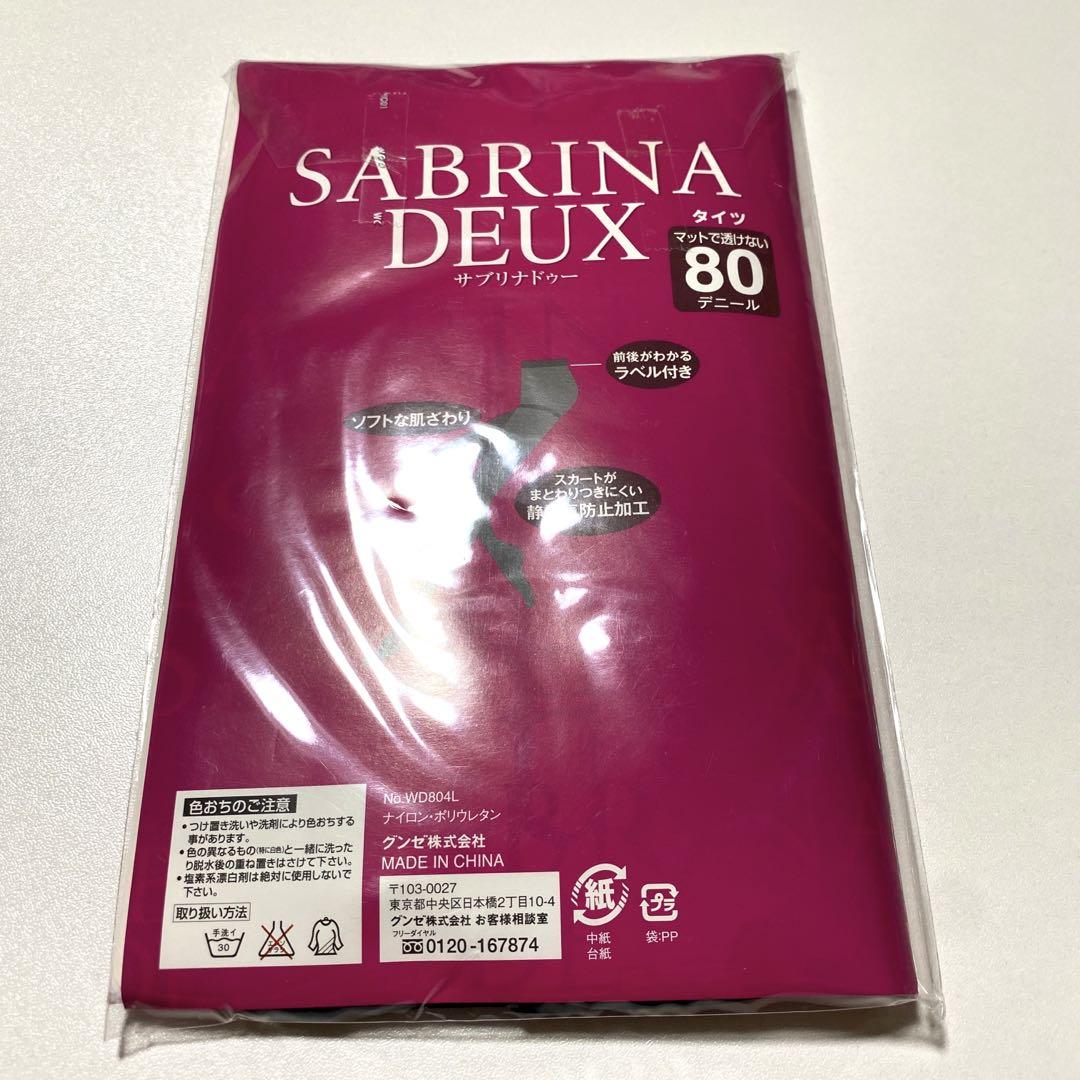 SABRINA
DEUX
サブリナドゥー
タイツ
マットで透けない
80
デニール
前後がわかる
ラベル付き
ソフトな肌ざわり
スカートが
まとわりつきにくい
静 防止加工
色おちのご注意
•つけ置き洗いや洗剤により色おちする
事があります。
•色の異なるもの(特に白色)と一緒に洗った
り脱水後の重ね置きはさけて下さい。
•塩素系漂白剤は絶対に使用しないで
下さい。
取り扱い方法
手洗イ
30
エンソ
サラシ
No.WD804L
ナイロン・ポリウレタン
グンゼ株式会社
MADE IN CHINA
〒103-0027
東京都中央区日本橋2丁目10-4
グンゼ株式会社 お客様相談室
フリーダイヤル
0120-167874
紙
中紙
台紙
プラ
袋:PP